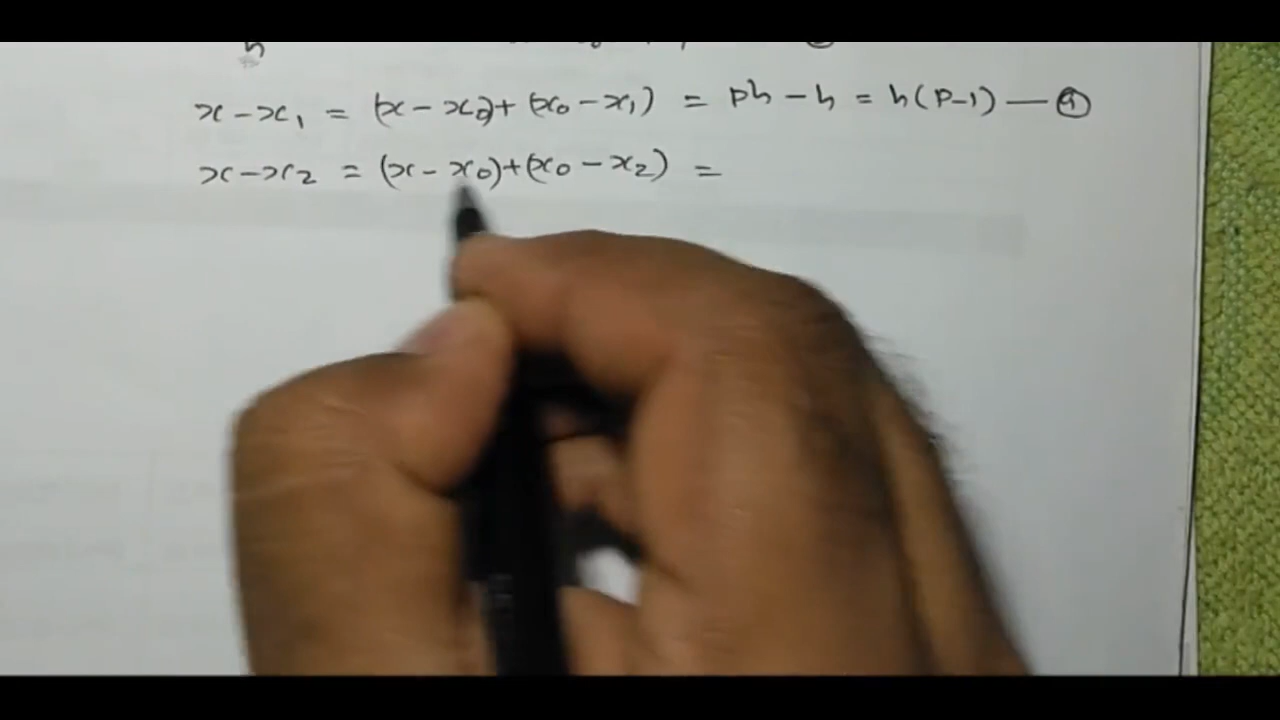 h
x - x₁ = (x - x₀) + (x₀ - x₁) = Ph - h = h(P-1) — ④
x - x₂ = (x - x₀) + (x₀ - x₂) =